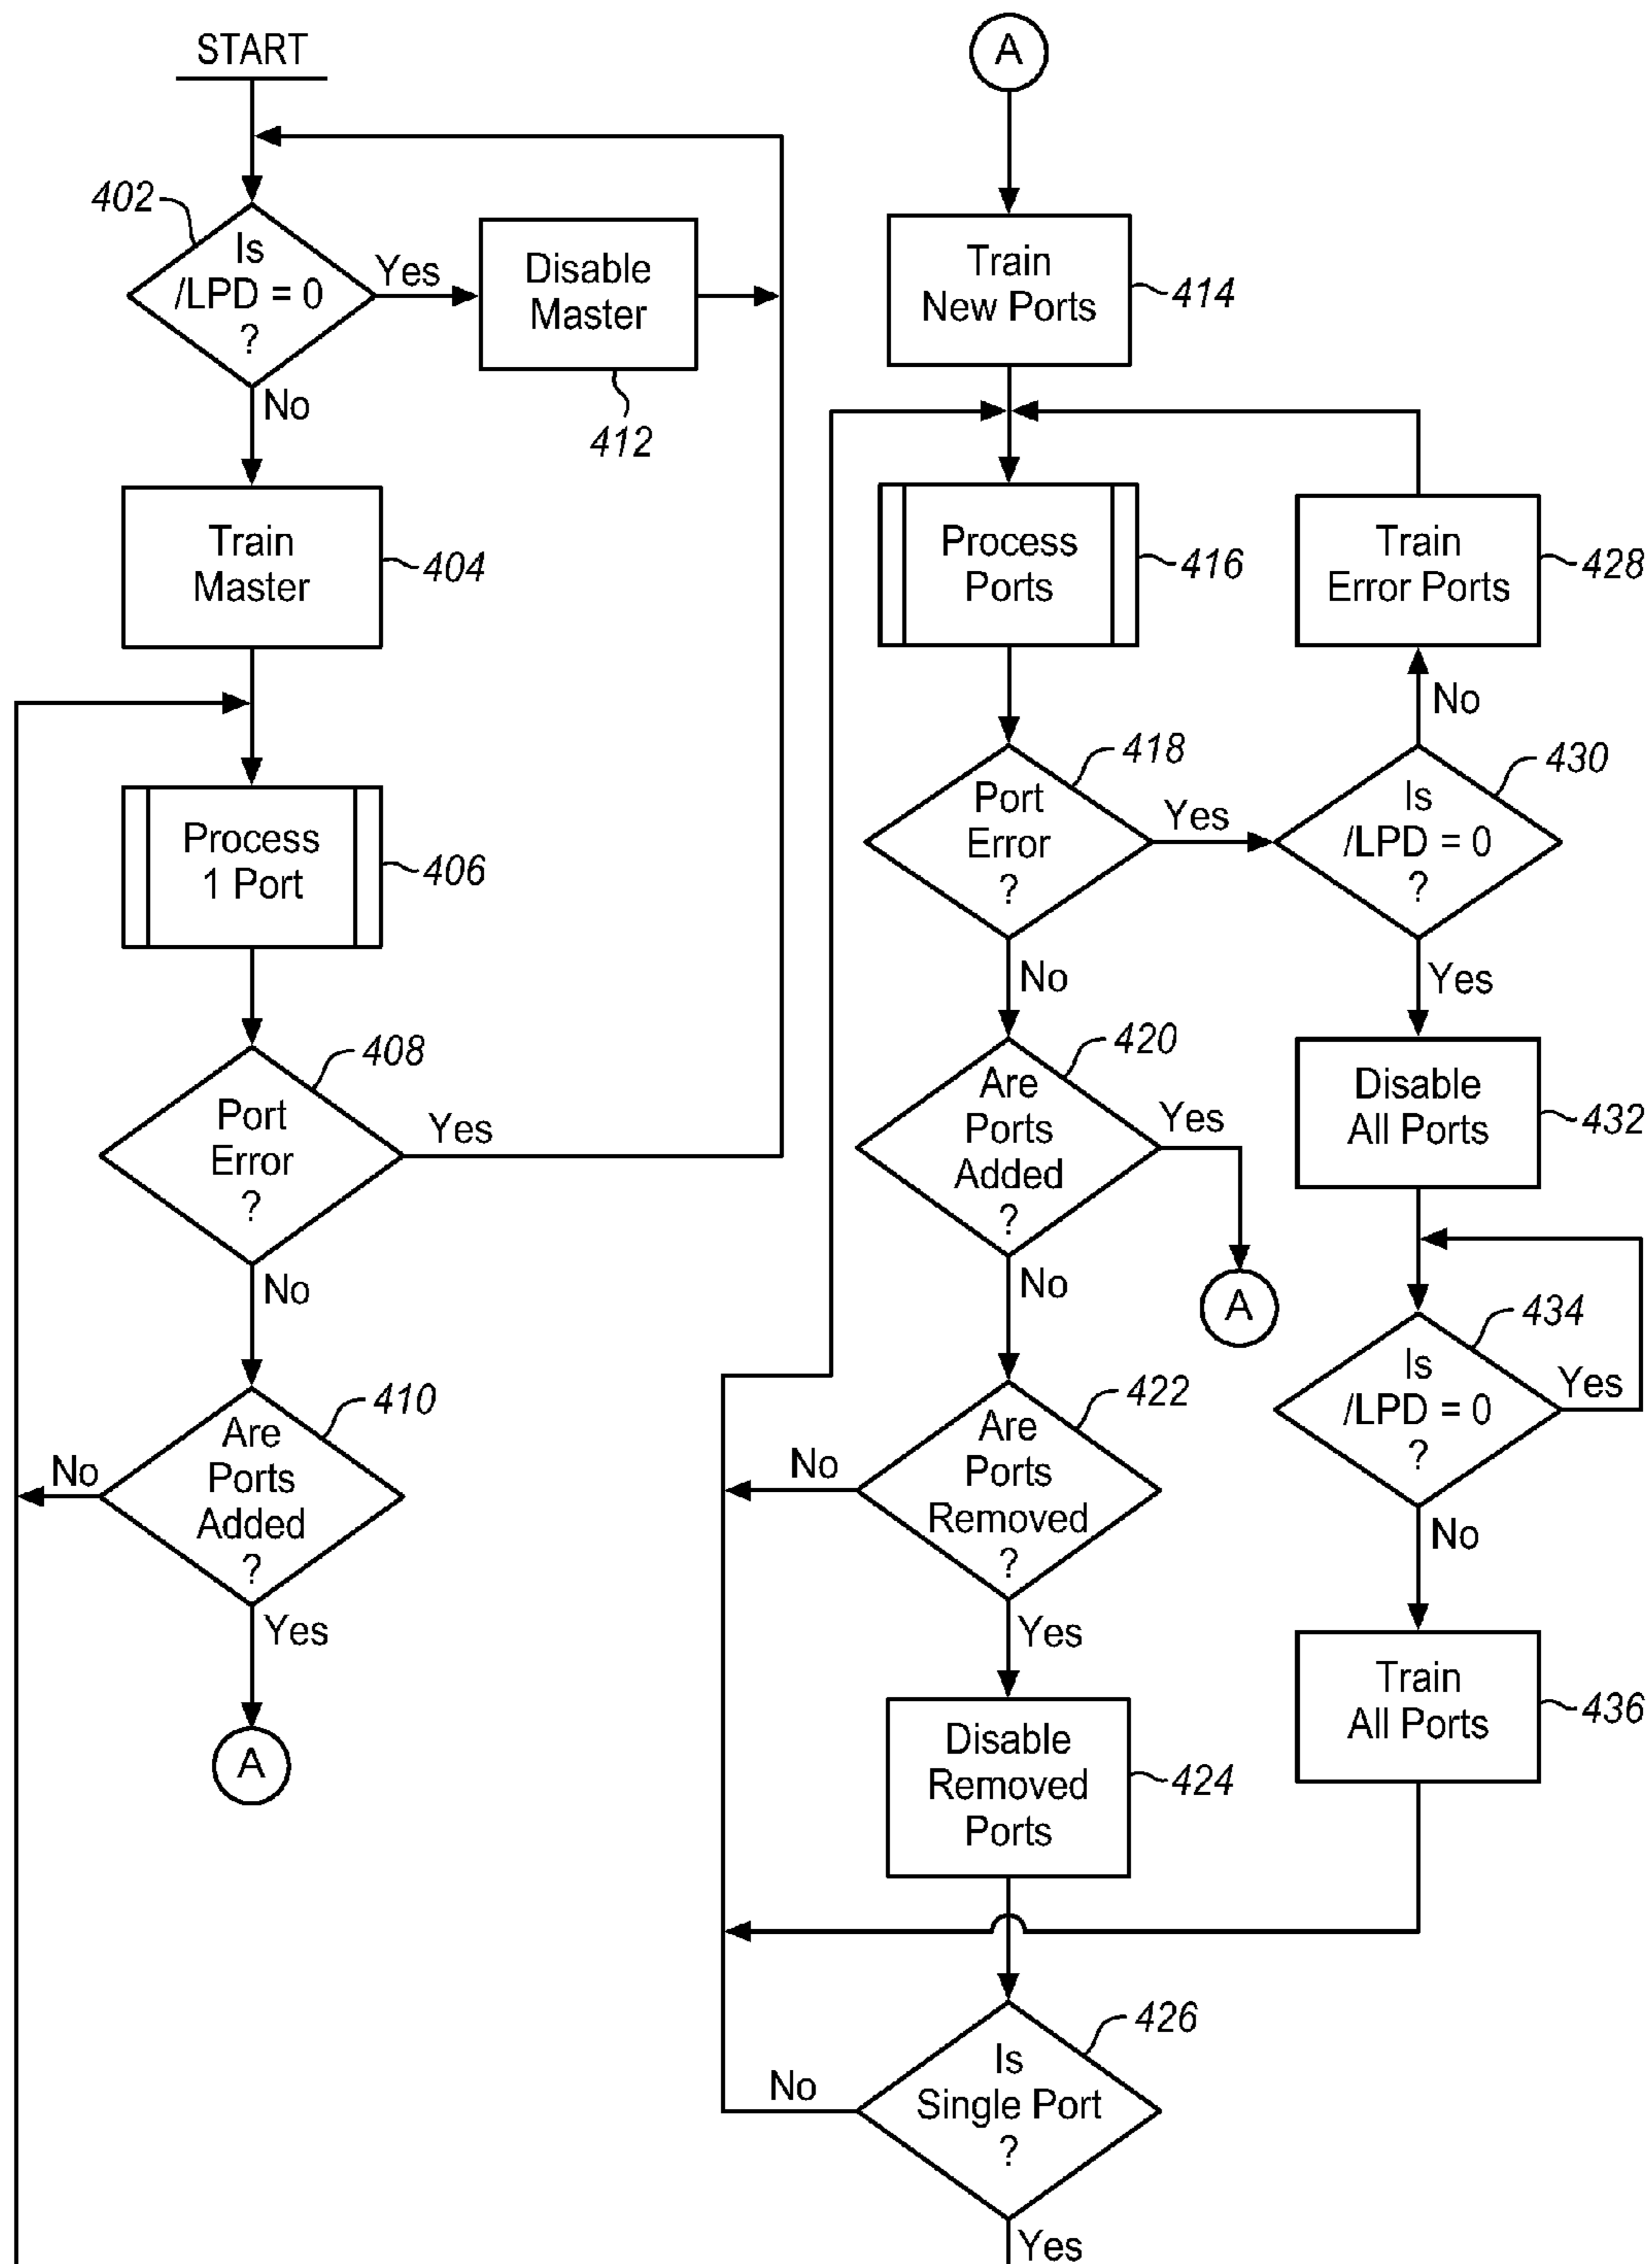 START
402
Is
/LPD = 0
?
Yes
No
Disable
Master
412
Train
Master
404
Process
1 Port
406
408
Port
Error
?
Yes
No
410
Are
Ports
Added
?
No
Yes
A
A
Train
New Ports
414
Process
Ports
416
418
Port
Error
?
Yes
No
420
Are
Ports
Added
?
Yes
A
No
422
Are
Ports
Removed
?
No
Yes
Disable
Removed
Ports
424
426
Is
Single Port
?
No
Yes
Train
Error Ports
428
No
430
Is
/LPD = 0
?
Yes
Disable
All Ports
432
434
Is
/LPD = 0
?
Yes
No
Train
All Ports
436